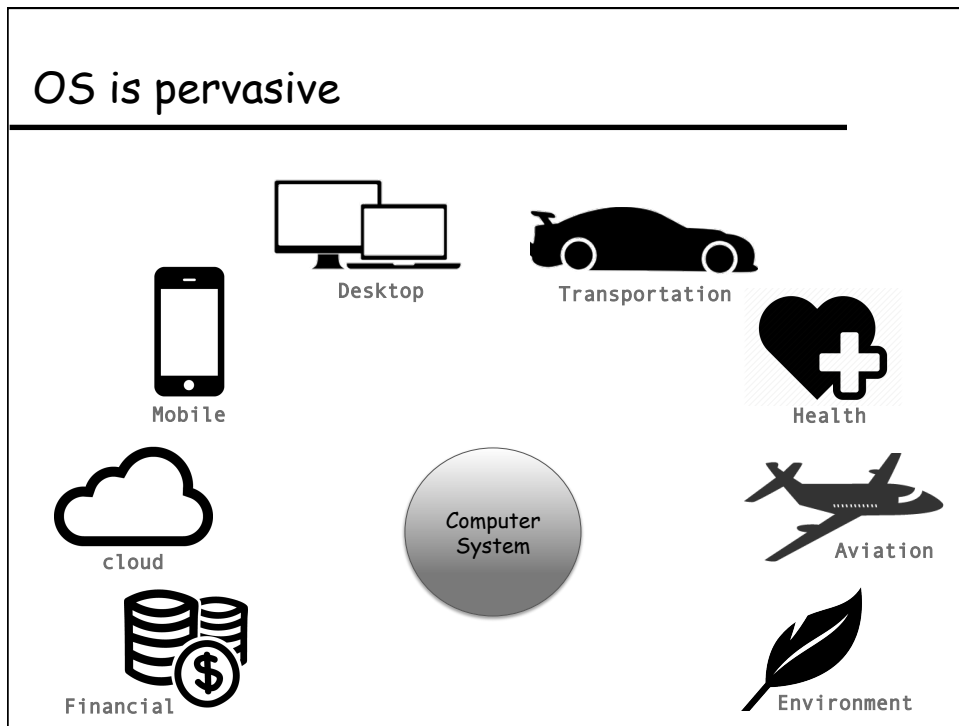 OS is pervasive
Desktop
Transportation
Mobile
Health
Computer
System
cloud
Aviation
$
Financial
Environment